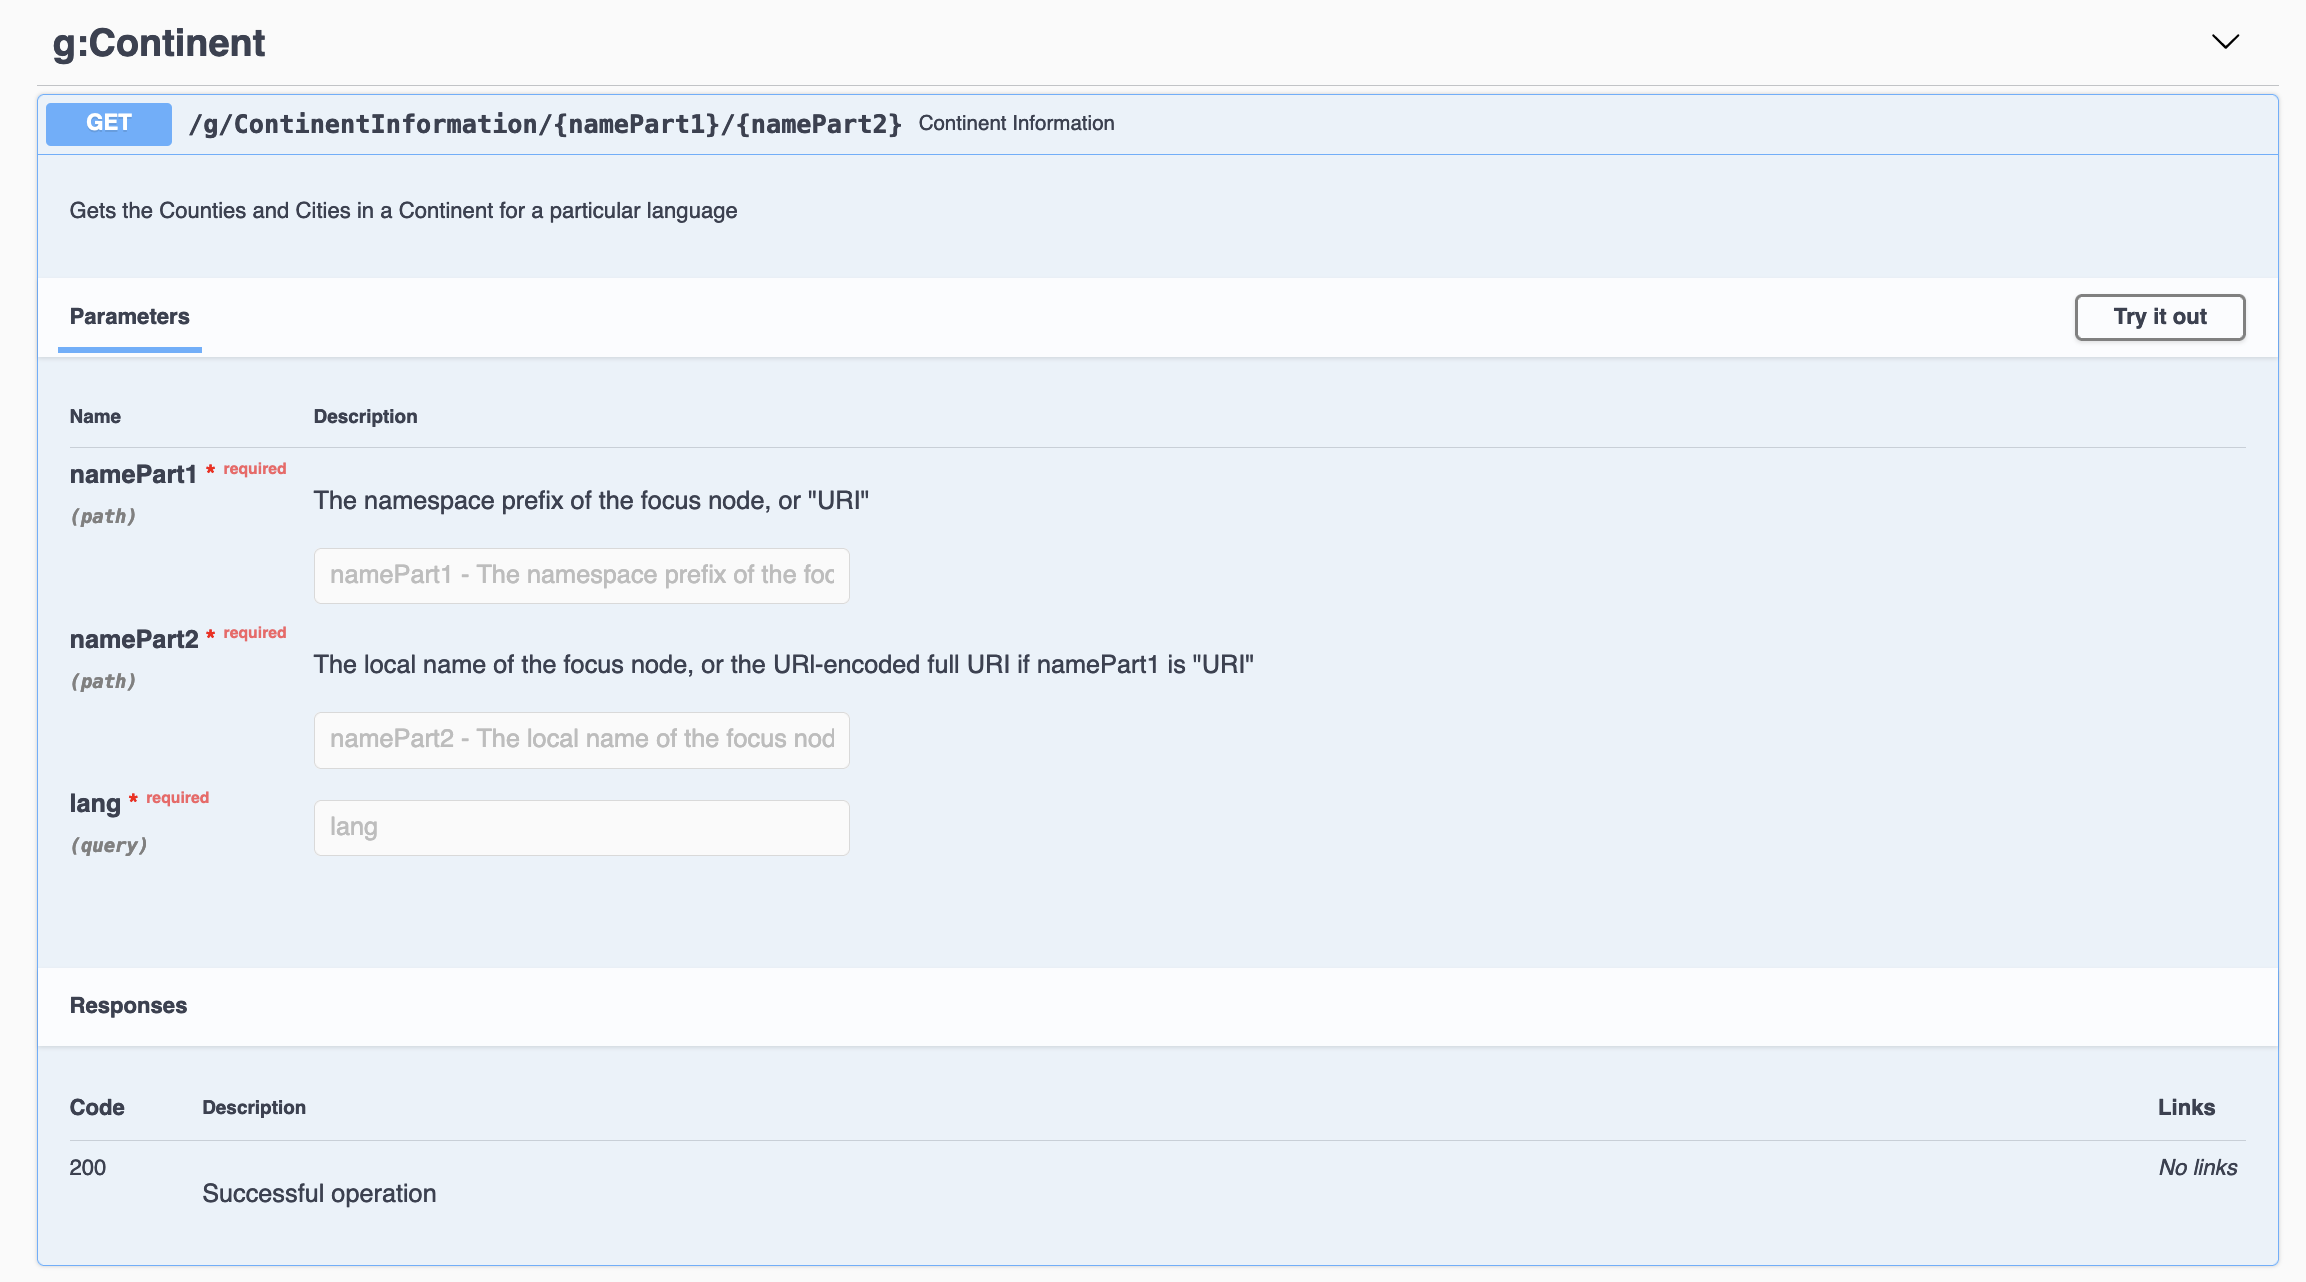 g:Continent
GET /g/ContinentInformation/{namePart1}/{namePart2} Continent Information
Gets the Counties and Cities in a Continent for a particular language
Parameters Try it out
Name Description
namePart1 * required
(path)
The namespace prefix of the focus node, or "URI"
namePart1 - The namespace prefix of the foc
namePart2 * required
(path)
The local name of the focus node, or the URI-encoded full URI if namePart1 is "URI"
namePart2 - The local name of the focus nod
lang * required
(query)
lang
Responses
Code Description Links
200 No links
Successful operation